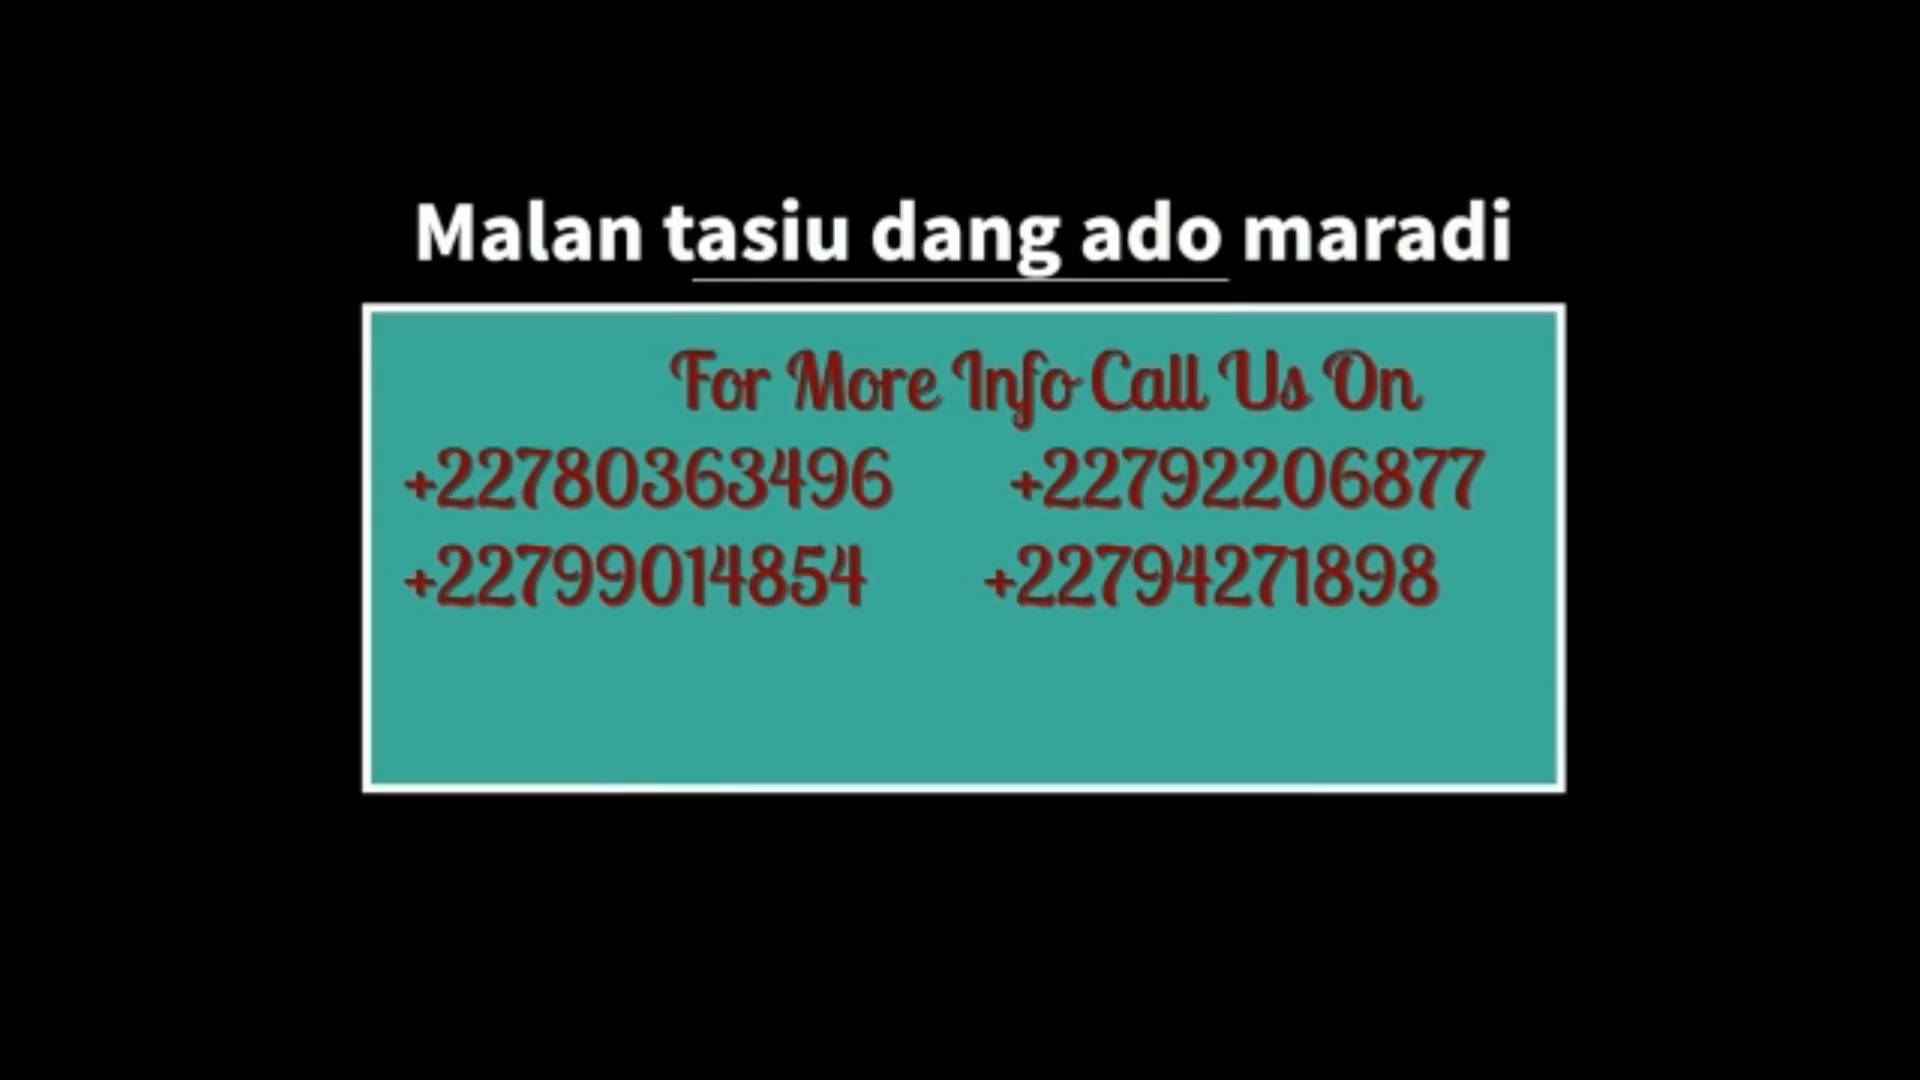 Malan tasiu dang ado maradi
For More Info Call Us On
+22780363496 +22792206877
+22799014854 +22794271898